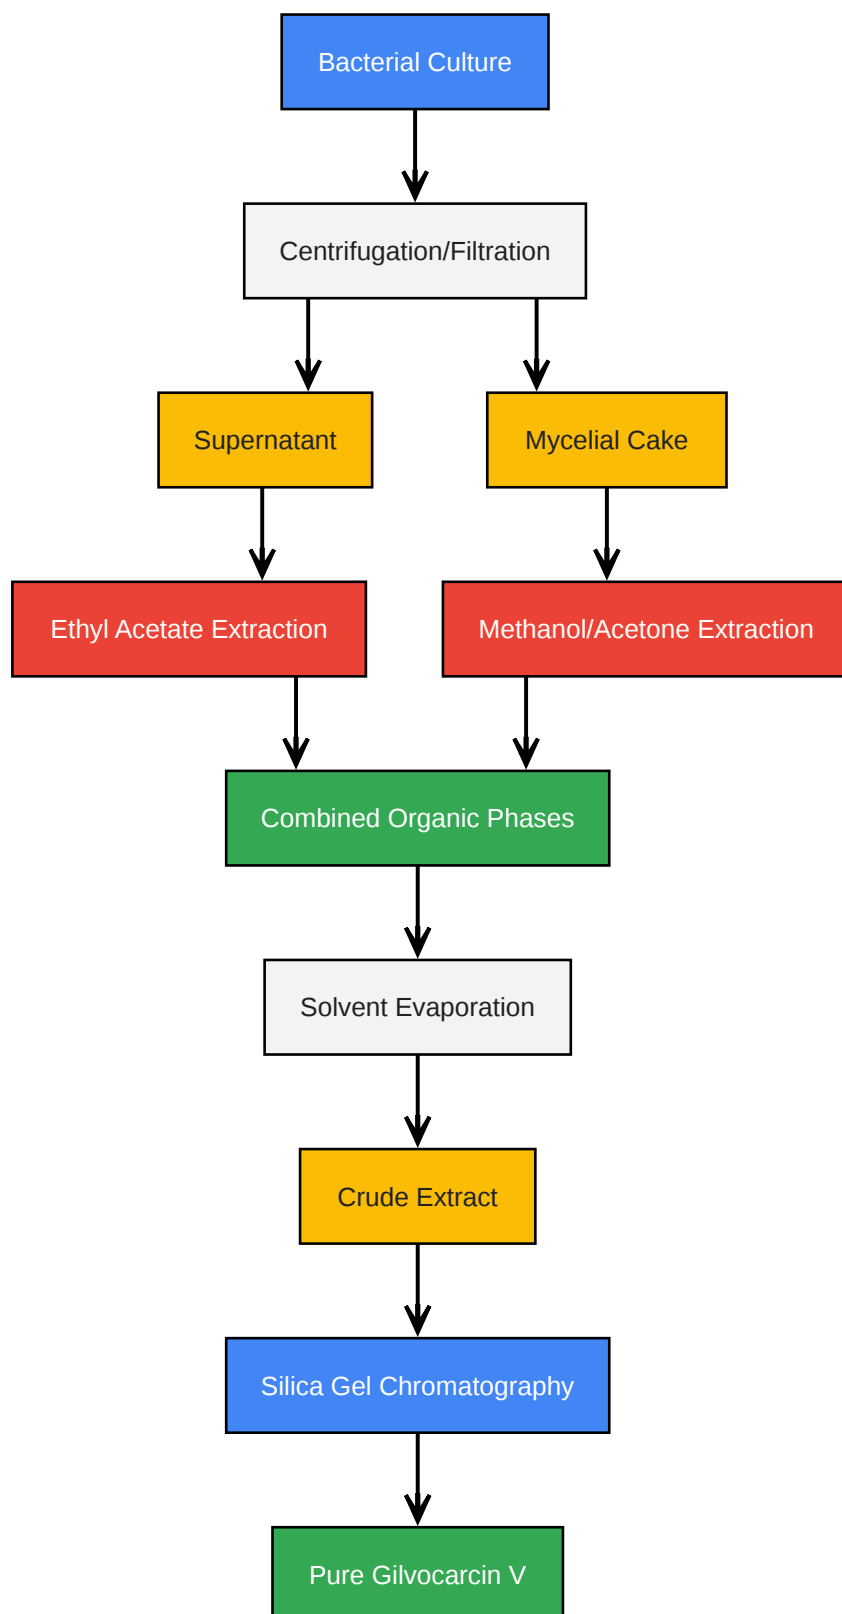 Bacterial Culture
Centrifugation/Filtration
Supernatant
Mycelial Cake
Ethyl Acetate Extraction
Methanol/Acetone Extraction
Combined Organic Phases
Solvent Evaporation
Crude Extract
Silica Gel Chromatography
Pure Gilvocarcin V